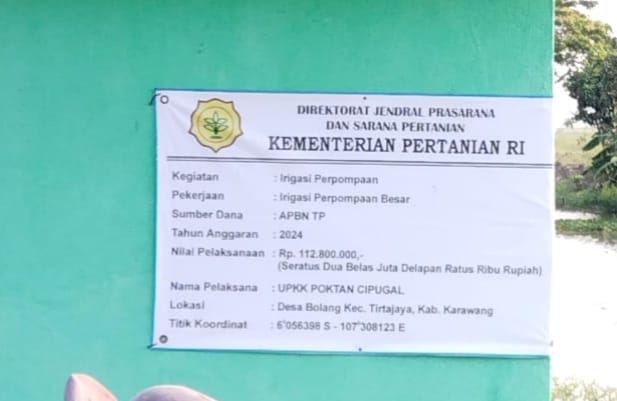 DIREKTORAT JENDRAL PRASARANA
DAN SARANA PERTANIAN
KEMENTERIAN PERTANIAN RI
Kegiatan : Irigasi Perpompaan
Pekerjaan : Irigasi Perpompaan Besar
Sumber Dana : APBN TP
Tahun Anggaran : 2024
Nilai Pelaksanaan : Rp. 112.800.000,-
(Seratus Dua Belas Juta Delapan Ratus Ribu Rupiah)
Nama Pelaksana : UPKK POKTAN CIPUGAL
Lokasi : Desa Bolang Kec. Tirtajaya, Kab. Karawang
Titik Koordinat : 6°056398 S - 107°308123 E